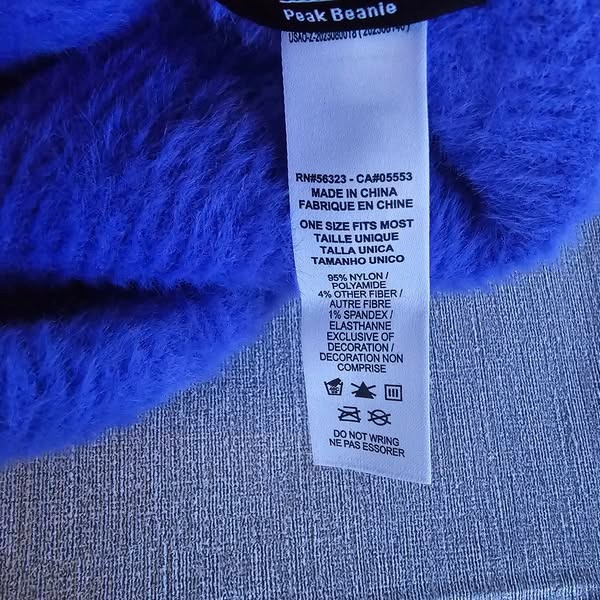 Peak Beanie
RN#56323 - CA#05553
MADE IN CHINA
FABRIQUE EN CHINE
ONE SIZE FITS MOST
TAILLE UNIQUE
TALLA UNICA
TAMANHO UNICO
95% NYLON /
POLYAMIDE
4% OTHER FIBER /
AUTRE FIBRE
1% SPANDEX /
ELASTHANNE
EXCLUSIVE OF
DECORATION /
DECORATION NON
COMPRISE
DO NOT WRING
NE PAS ESSORER